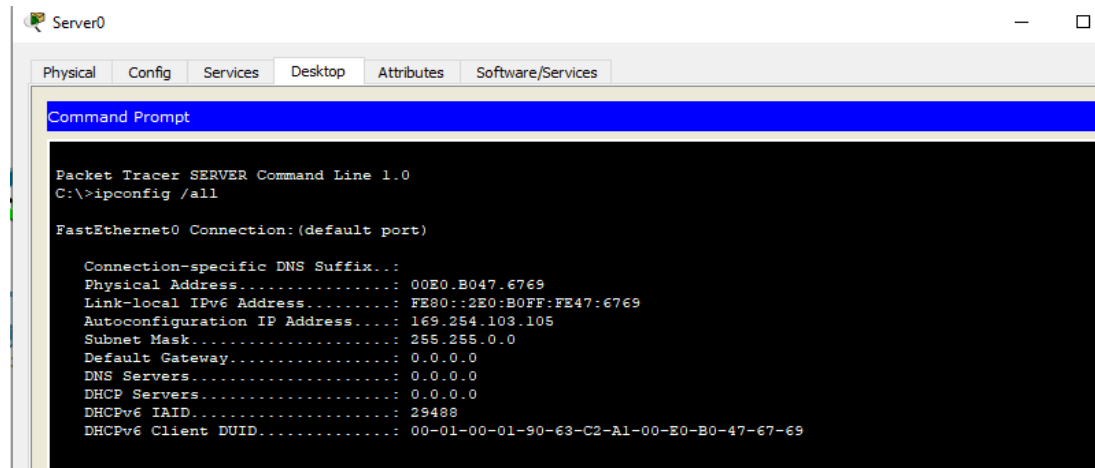 Server0
Physical Config Services Desktop Attributes Software/Services
Command Prompt
Packet Tracer SERVER Command Line 1.0
C:\>ipconfig /all
FastEthernet0 Connection:(default port)
Connection-specific DNS Suffix..:
Physical Address................: 00E0.B047.6769
Link-local IPv6 Address.........: FE80::2E0:B0FF:FE47:6769
Autoconfiguration IP Address....: 169.254.103.105
Subnet Mask.....................: 255.255.0.0
Default Gateway.................: 0.0.0.0
DNS Servers.....................: 0.0.0.0
DHCP Servers....................: 0.0.0.0
DHCPv6 IAID.....................: 29488
DHCPv6 Client DUID..............: 00-01-00-01-90-63-C2-A1-00-E0-B0-47-67-69